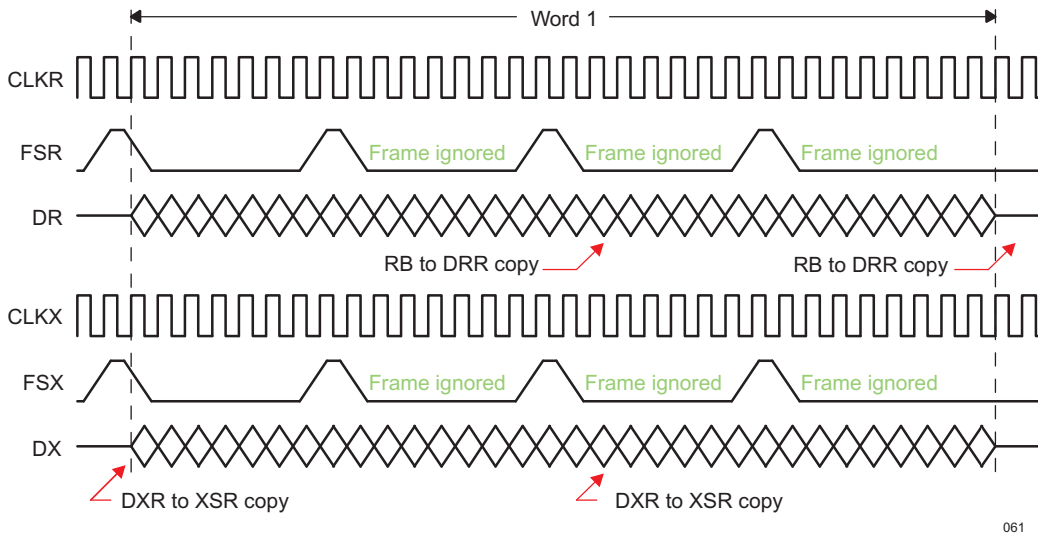 Word 1
CLKR
FSR
Frame ignored
Frame ignored
Frame ignored
DR
RB to DRR copy
RB to DRR copy
CLKX
FSX
Frame ignored
Frame ignored
Frame ignored
DX
DXR to XSR copy
DXR to XSR copy
061